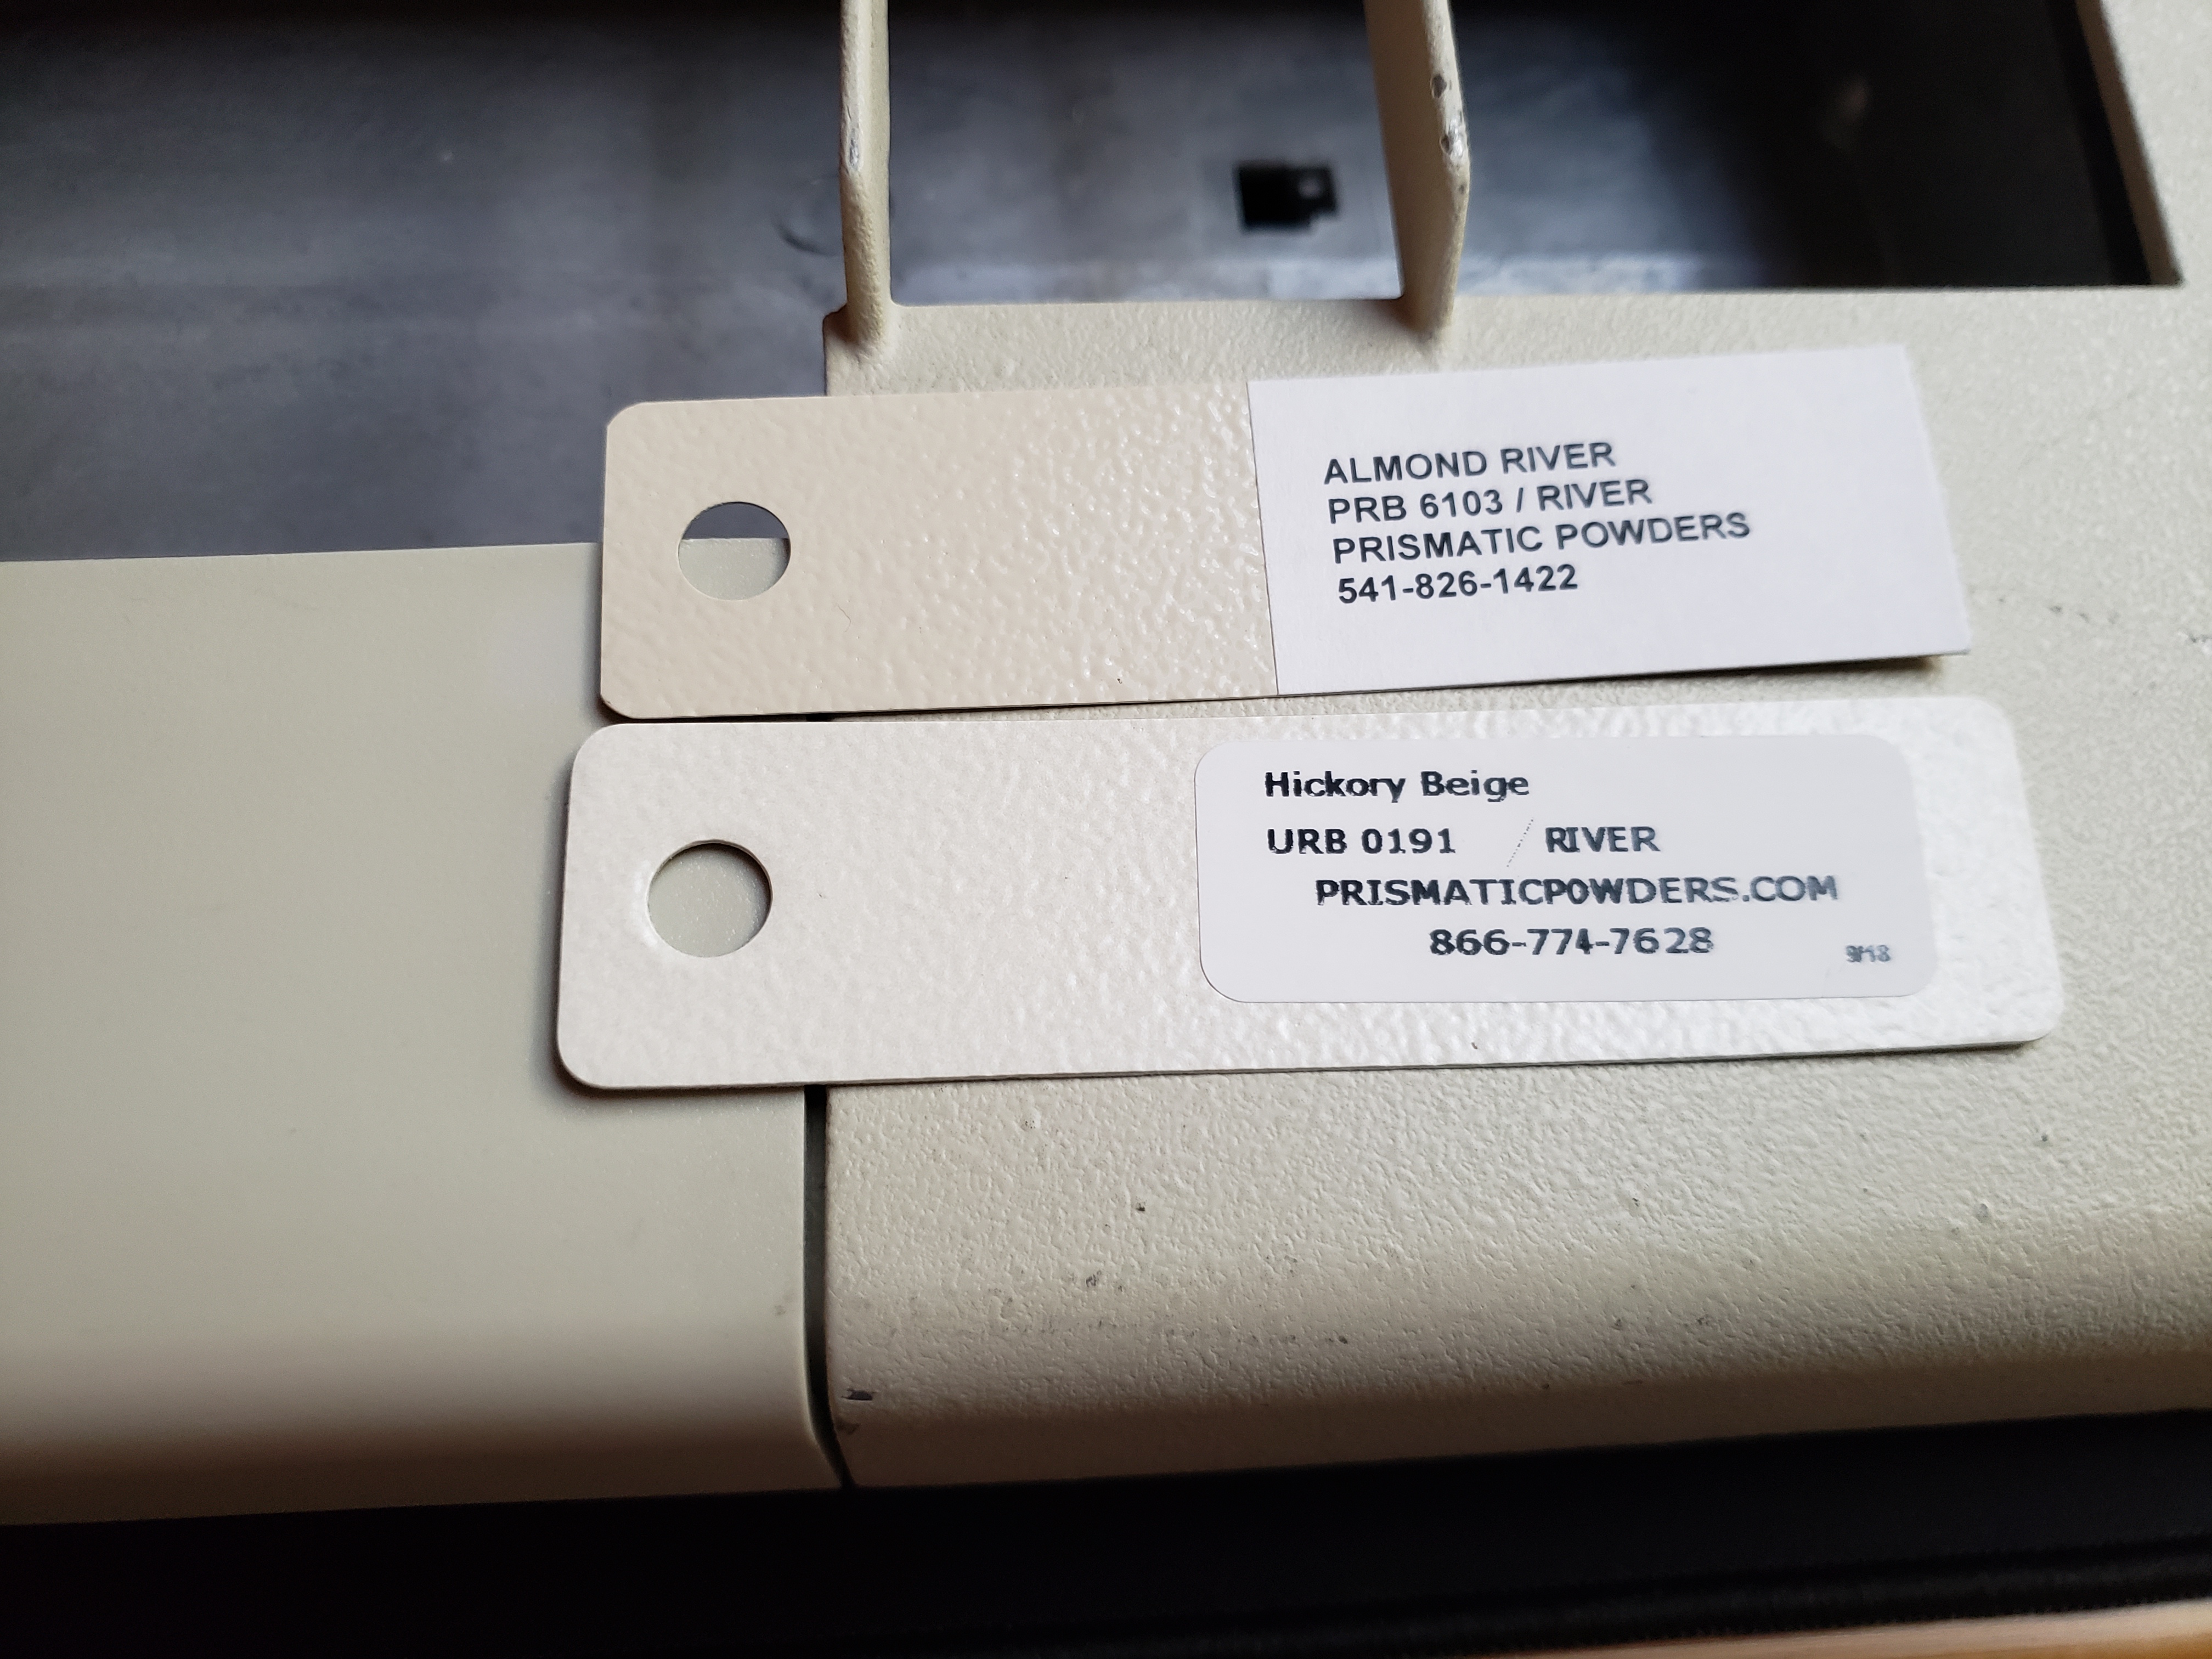 ALMOND RIVER
PRB 6103 / RIVER
PRISMATIC POWDERS
541-826-1422
Hickory Beige
URB 0191 / RIVER
PRISMATICPOWDERS.COM
866-774-7628